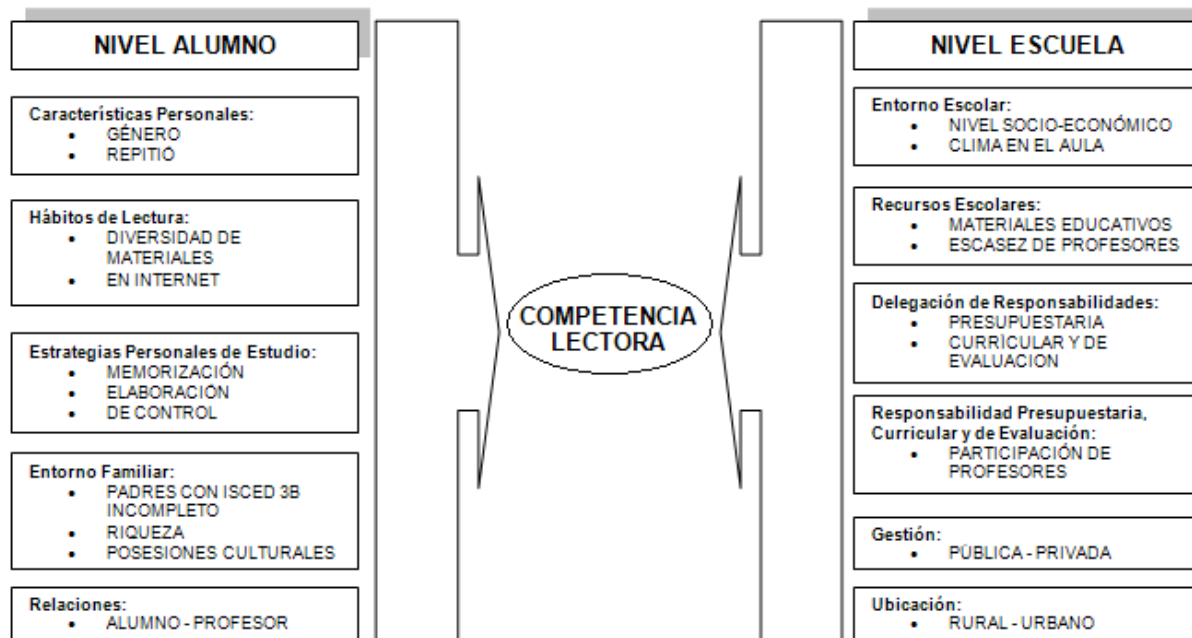 NIVEL ALUMNO
Características Personales:
• GÉNERO
• REPITIÓ
Hábitos de Lectura:
• DIVERSIDAD DE
MATERIALES
• EN INTERNET
Estrategias Personales de Estudio:
• MEMORIZACIÓN
• ELABORACIÓN
• DE CONTROL
Entorno Familiar:
• PADRES CON ISCED 3B
INCOMPLETO
• RIQUEZA
• POSESIONES CULTURALES
Relaciones:
• ALUMNO - PROFESOR
COMPETENCIA
LECTORA
NIVEL ESCUELA
Entorno Escolar:
• NIVEL SOCIO-ECONÓMICO
• CLIMA EN EL AULA
Recursos Escolares:
• MATERIALES EDUCATIVOS
• ESCASEZ DE PROFESORES
Delegación de Responsabilidades:
• PRESUPUESTARIA
• CURRÍCULAR Y DE
EVALUACION
Responsabilidad Presupuestaria,
Curricular y de Evaluación:
• PARTICIPACIÓN DE
PROFESORES
Gestión:
• PÚBLICA - PRIVADA
Ubicación:
• RURAL - URBANO